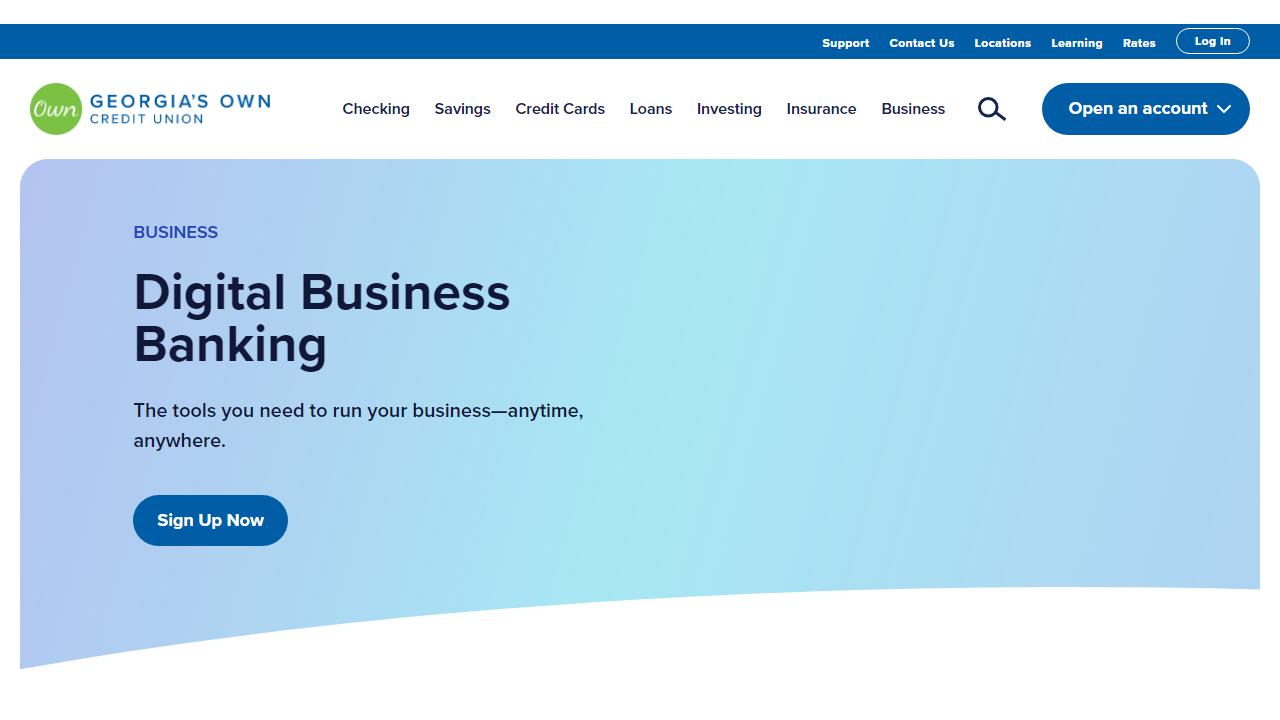 Support Contact Us Locations Learning Rates Log In
Own GEORGIA'S OWN
CREDIT UNION
Checking Savings Credit Cards Loans Investing Insurance Business Open an account
BUSINESS
Digital Business
Banking
The tools you need to run your business—anytime,
anywhere.
Sign Up Now